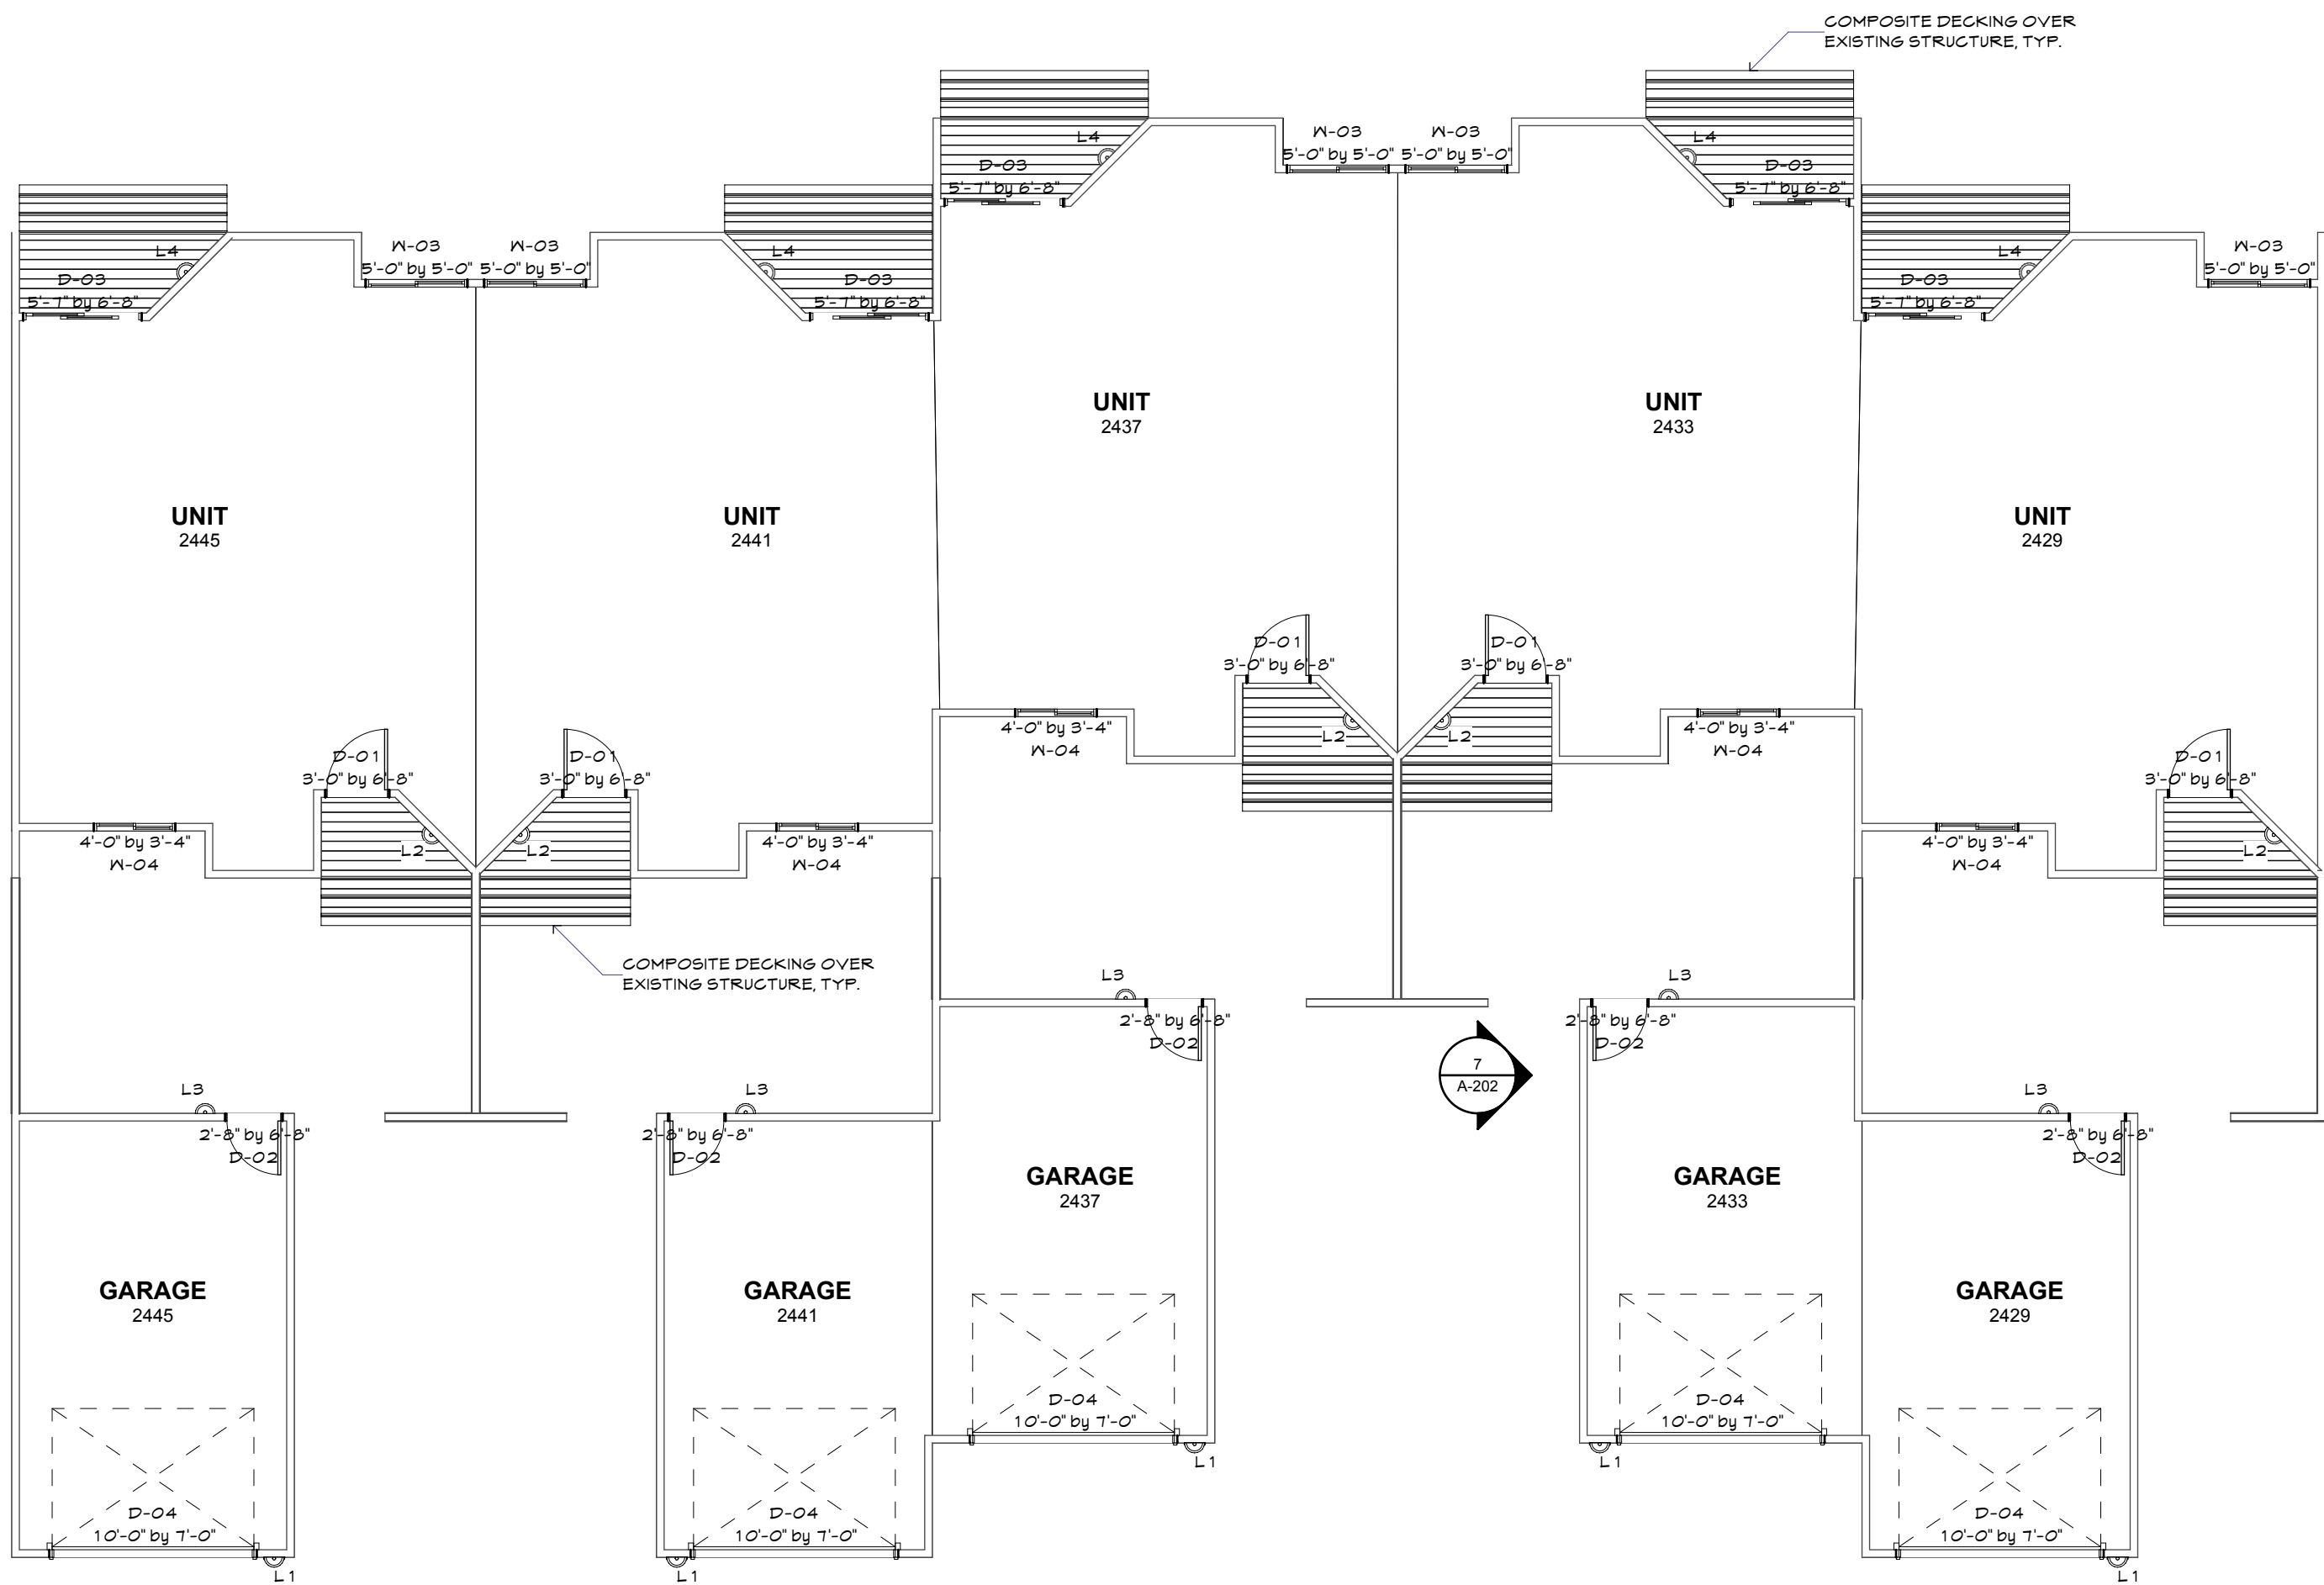 COMPOSITE DECKING OVER
EXISTING STRUCTURE, TYP.
L4
W-03
5'-0" by 5'-0"
W-03
5'-0" by 5'-0"
L4
D-03
5'-7" by 6'-8"
D-03
5'-7" by 6'-8"
L4
W-03
5'-0" by 5'-0"
W-03
5'-0" by 5'-0"
L4
L4
W-03
5'-0" by 5'-0"
D-03
5'-7" by 6'-8"
D-03
5'-7" by 6'-8"
D-03
5'-7" by 6'-8"
UNIT
2437
UNIT
2433
UNIT
2445
UNIT
2441
UNIT
2429
D-01
3'-0" by 6'-8"
D-01
3'-0" by 6'-8"
4'-0" by 3'-4"
W-04
L2
L2
4'-0" by 3'-4"
W-04
D-01
3'-0" by 6'-8"
D-01
3'-0" by 6'-8"
D-01
3'-0" by 6'-8"
4'-0" by 3'-4"
W-04
L2
L2
4'-0" by 3'-4"
W-04
4'-0" by 3'-4"
W-04
L2
COMPOSITE DECKING OVER
EXISTING STRUCTURE, TYP.
L3
2'-8" by 6'-8"
D-02
L3
2'-8" by 6'-8"
D-02
7
A-202
L3
2'-8" by 6'-8"
D-02
L3
2'-8" by 6'-8"
D-02
L3
2'-8" by 6'-8"
D-02
GARAGE
2437
GARAGE
2433
GARAGE
2445
GARAGE
2441
GARAGE
2429
D-04
10'-0" by 7'-0"
L1
D-04
10'-0" by 7'-0"
L1
D-04
10'-0" by 7'-0"
L1
D-04
10'-0" by 7'-0"
L1
D-04
10'-0" by 7'-0"
L1